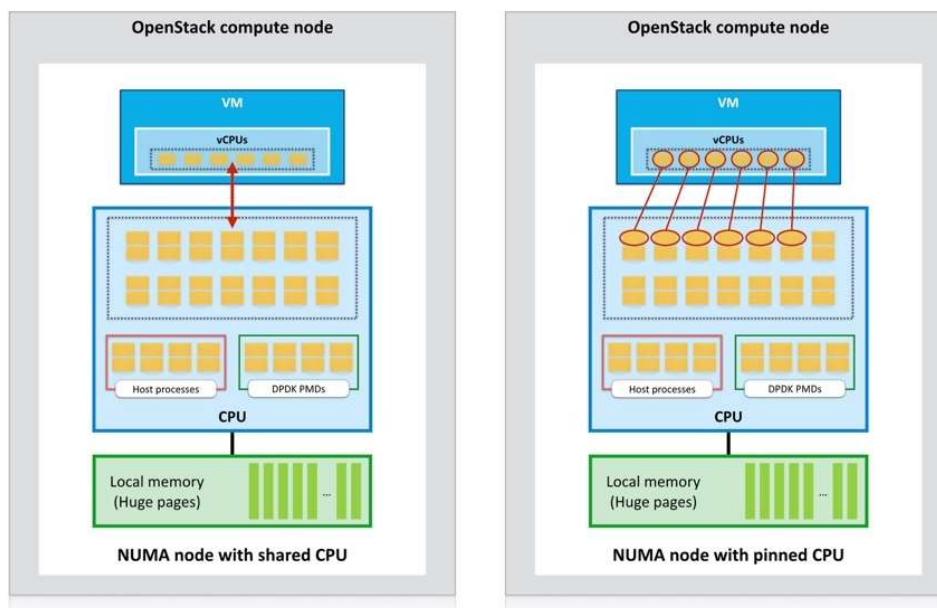 OpenStack compute node
VM
vCPUs
Host processes
DPDK PMDs
CPU
Local memory
(Huge pages)
...
NUMA node with shared CPU
OpenStack compute node
VM
vCPUs
Host processes
DPDK PMDs
CPU
Local memory
(Huge pages)
...
NUMA node with pinned CPU